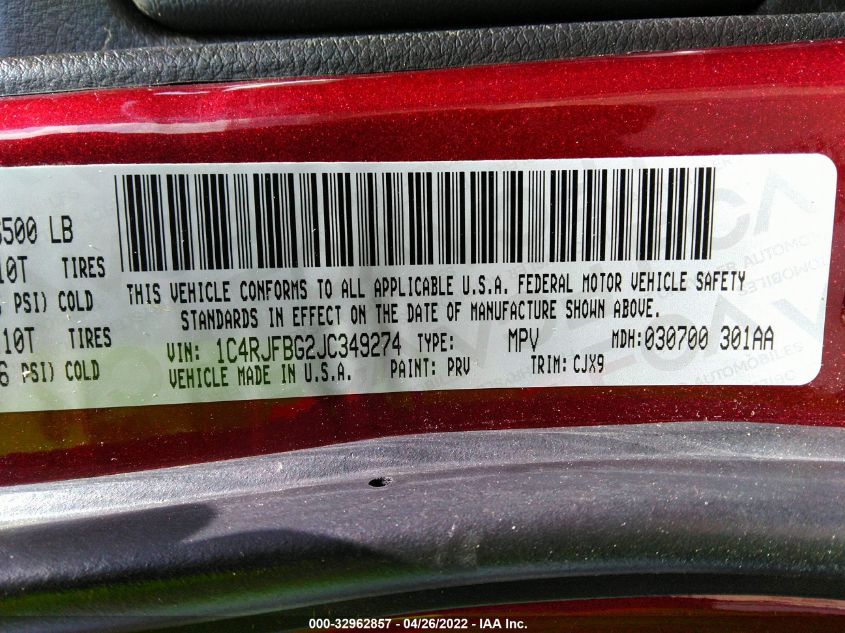 500 LB
10T TIRES
PSI) COLD
10T TIRES
6 PSI) COLD
THIS VEHICLE CONFORMS TO ALL APPLICABLE U.S.A. FEDERAL MOTOR VEHICLE SAFETY
STANDARDS IN EFFECT ON THE DATE OF MANUFACTURE SHOWN ABOVE.
VIN: 1C4RJFBG2JC349274 TYPE: MPV MDH: 030700 301AA
VEHICLE MADE IN U.S.A. PAINT: PRV TRIM: CJX9
000-32962857 - 04/26/2022 - IAA Inc.